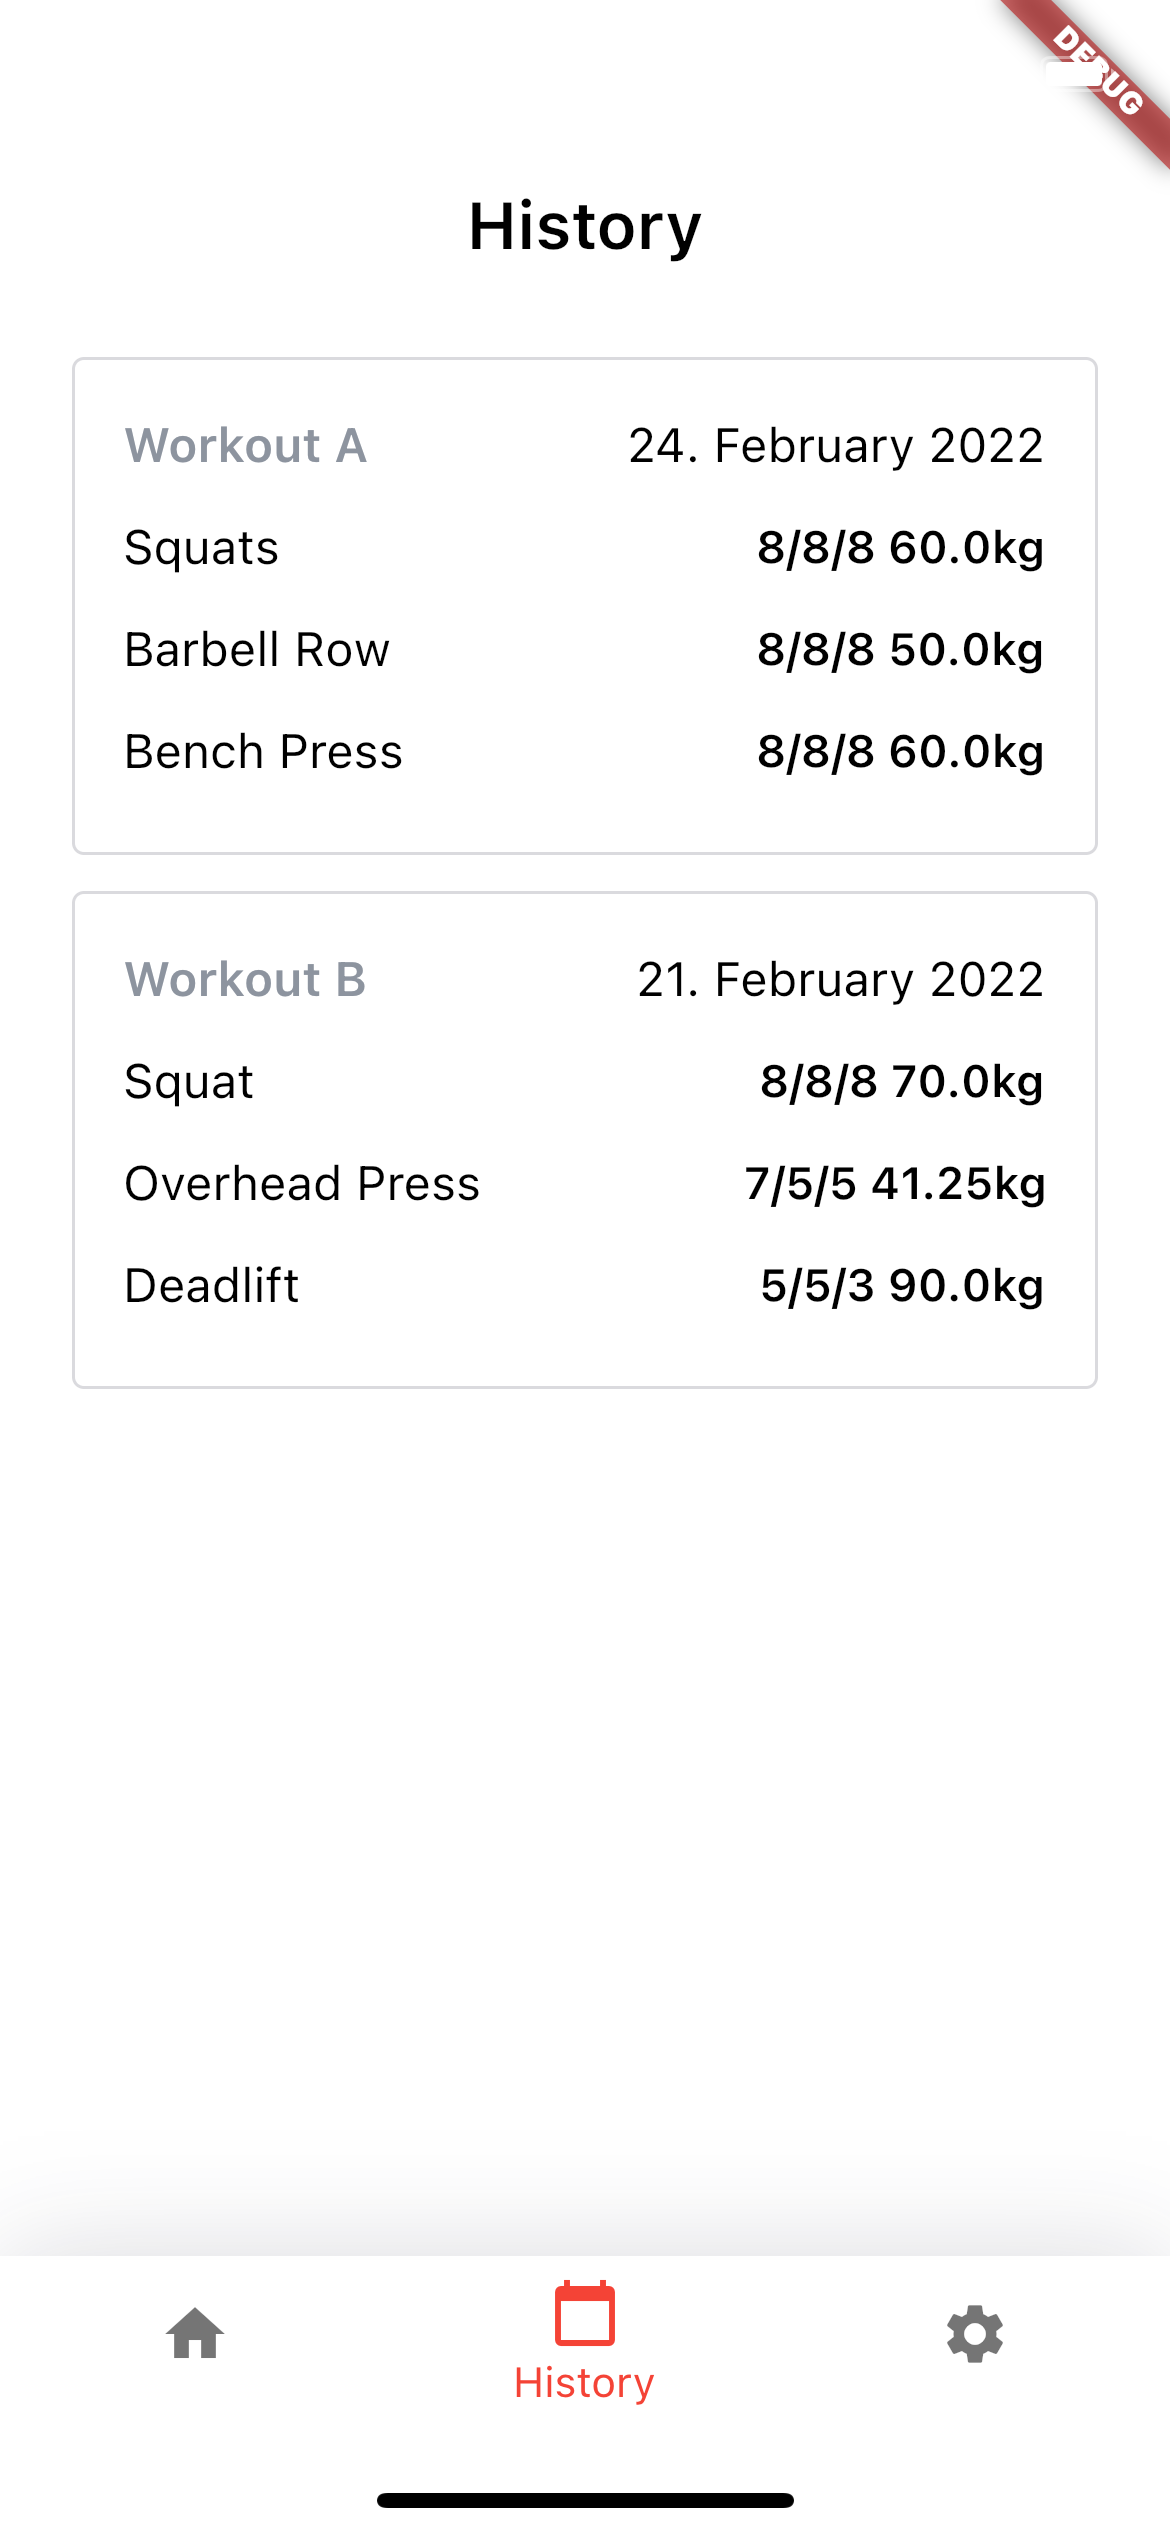 DEBUG
History
Workout A 24. February 2022
Squats 8/8/8 60.0kg
Barbell Row 8/8/8 50.0kg
Bench Press 8/8/8 60.0kg
Workout B 21. February 2022
Squat 8/8/8 70.0kg
Overhead Press 7/5/5 41.25kg
Deadlift 5/5/3 90.0kg
History